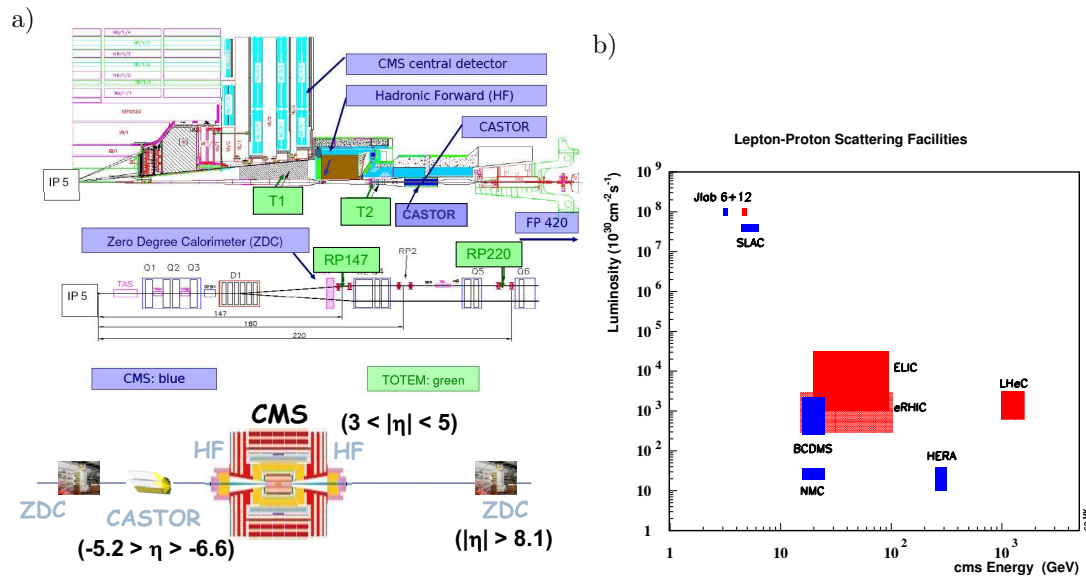 a)
CMS central detector
Hadronic Forward (HF)
CASTOR
IP 5
T1
T2
CASTOR
FP 420
Zero Degree Calorimeter (ZDC)
RP147
RP2
RP220
Q1
Q2
Q3
D1
Q4
Q5
Q6
TAS
IP 5
147
180
220
CMS: blue
TOTEM: green
CMS
(3 < |η| < 5)
HF
HF
ZDC
CASTOR
ZDC
(-5.2 > η > -6.6)
(|η| > 8.1)
b)
Lepton-Proton Scattering Facilities
Luminosity (10³⁰cm⁻²s⁻¹)
10⁹
10⁸
10⁷
10⁶
10⁵
10⁴
10³
10²
10
1
Jlab 6+12
SLAC
ELIC
eRHIC
LHeC
BCDMS
NMC
HERA
1
10
10²
10³
cms Energy (GeV)